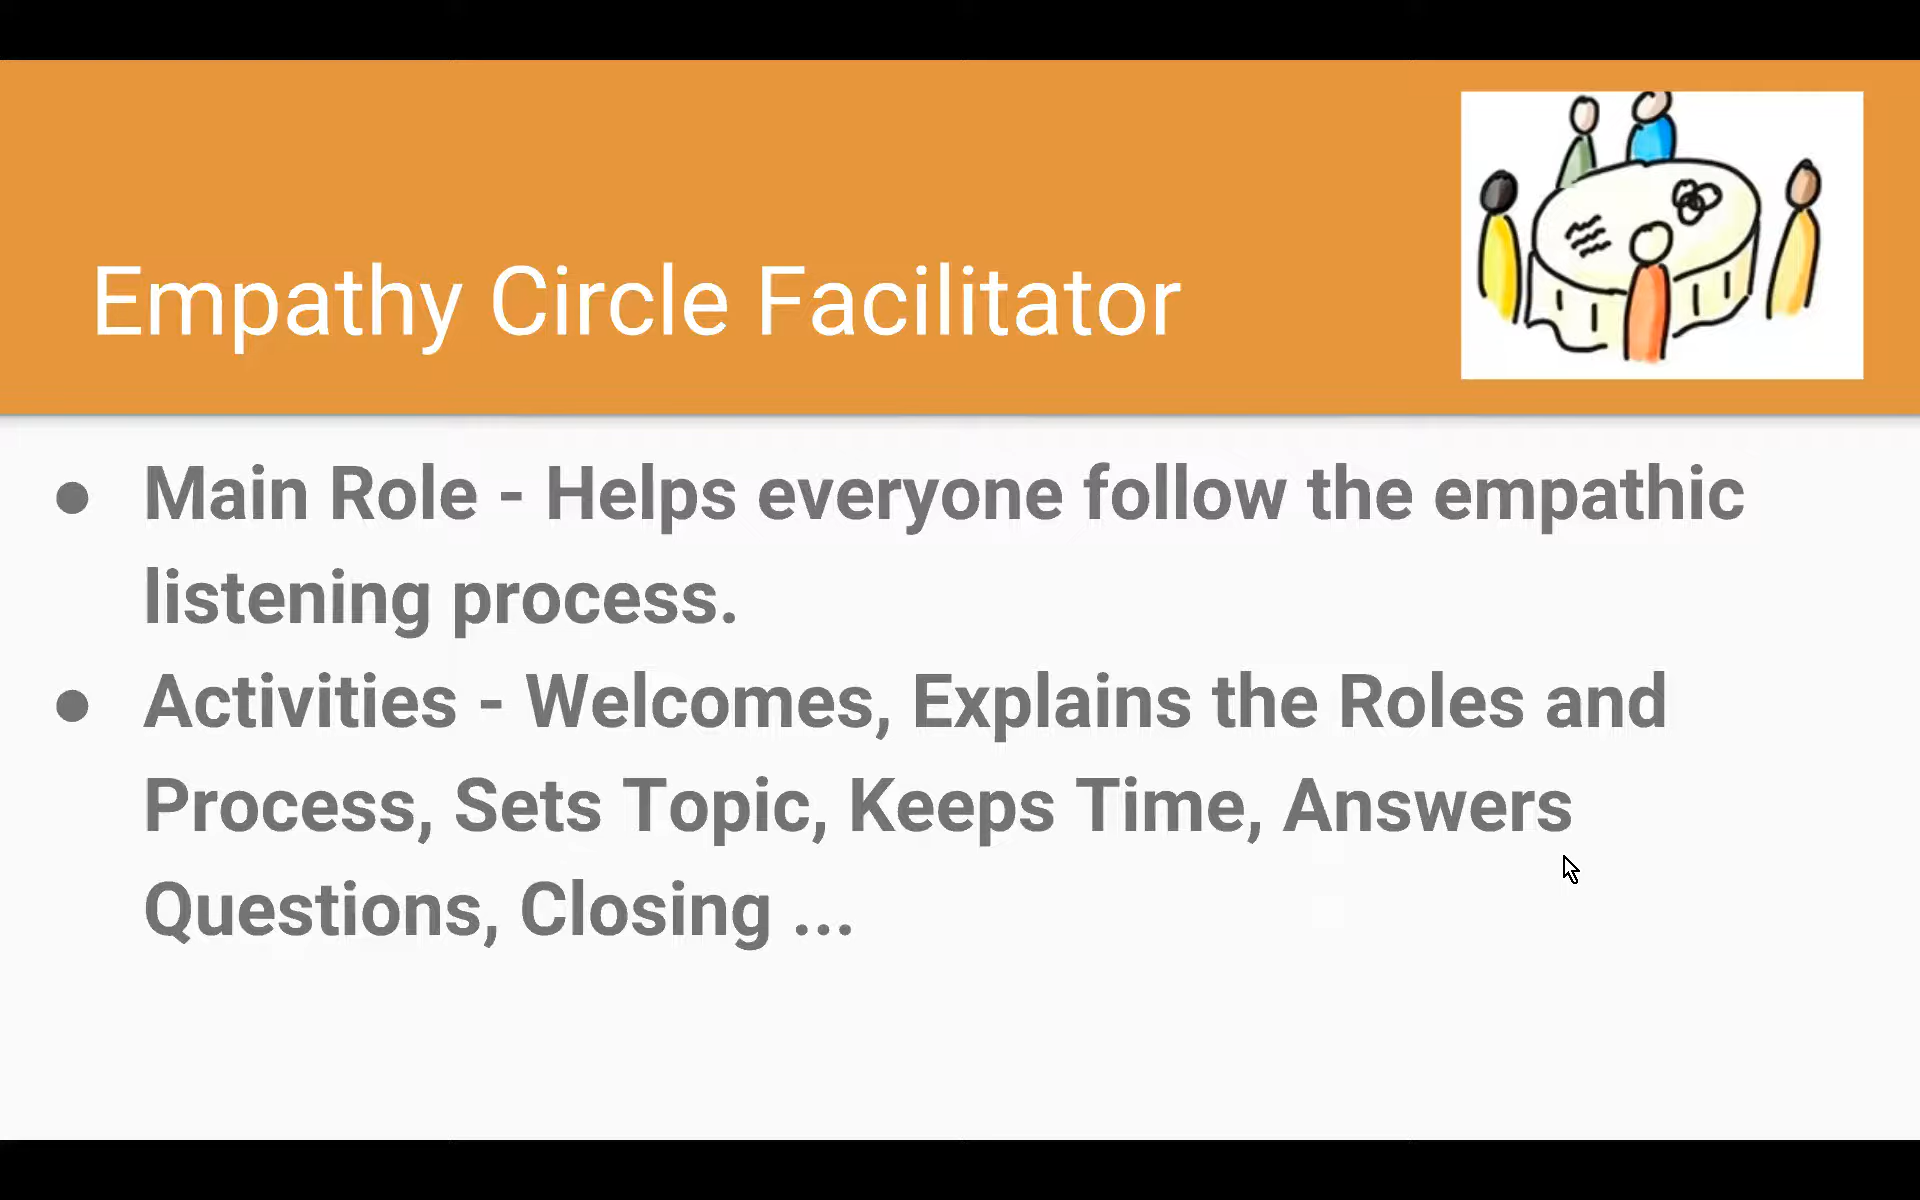 Empathy Circle Facilitator
● Main Role - Helps everyone follow the empathic
listening process.
● Activities - Welcomes, Explains the Roles and
Process, Sets Topic, Keeps Time, Answers
Questions, Closing ...